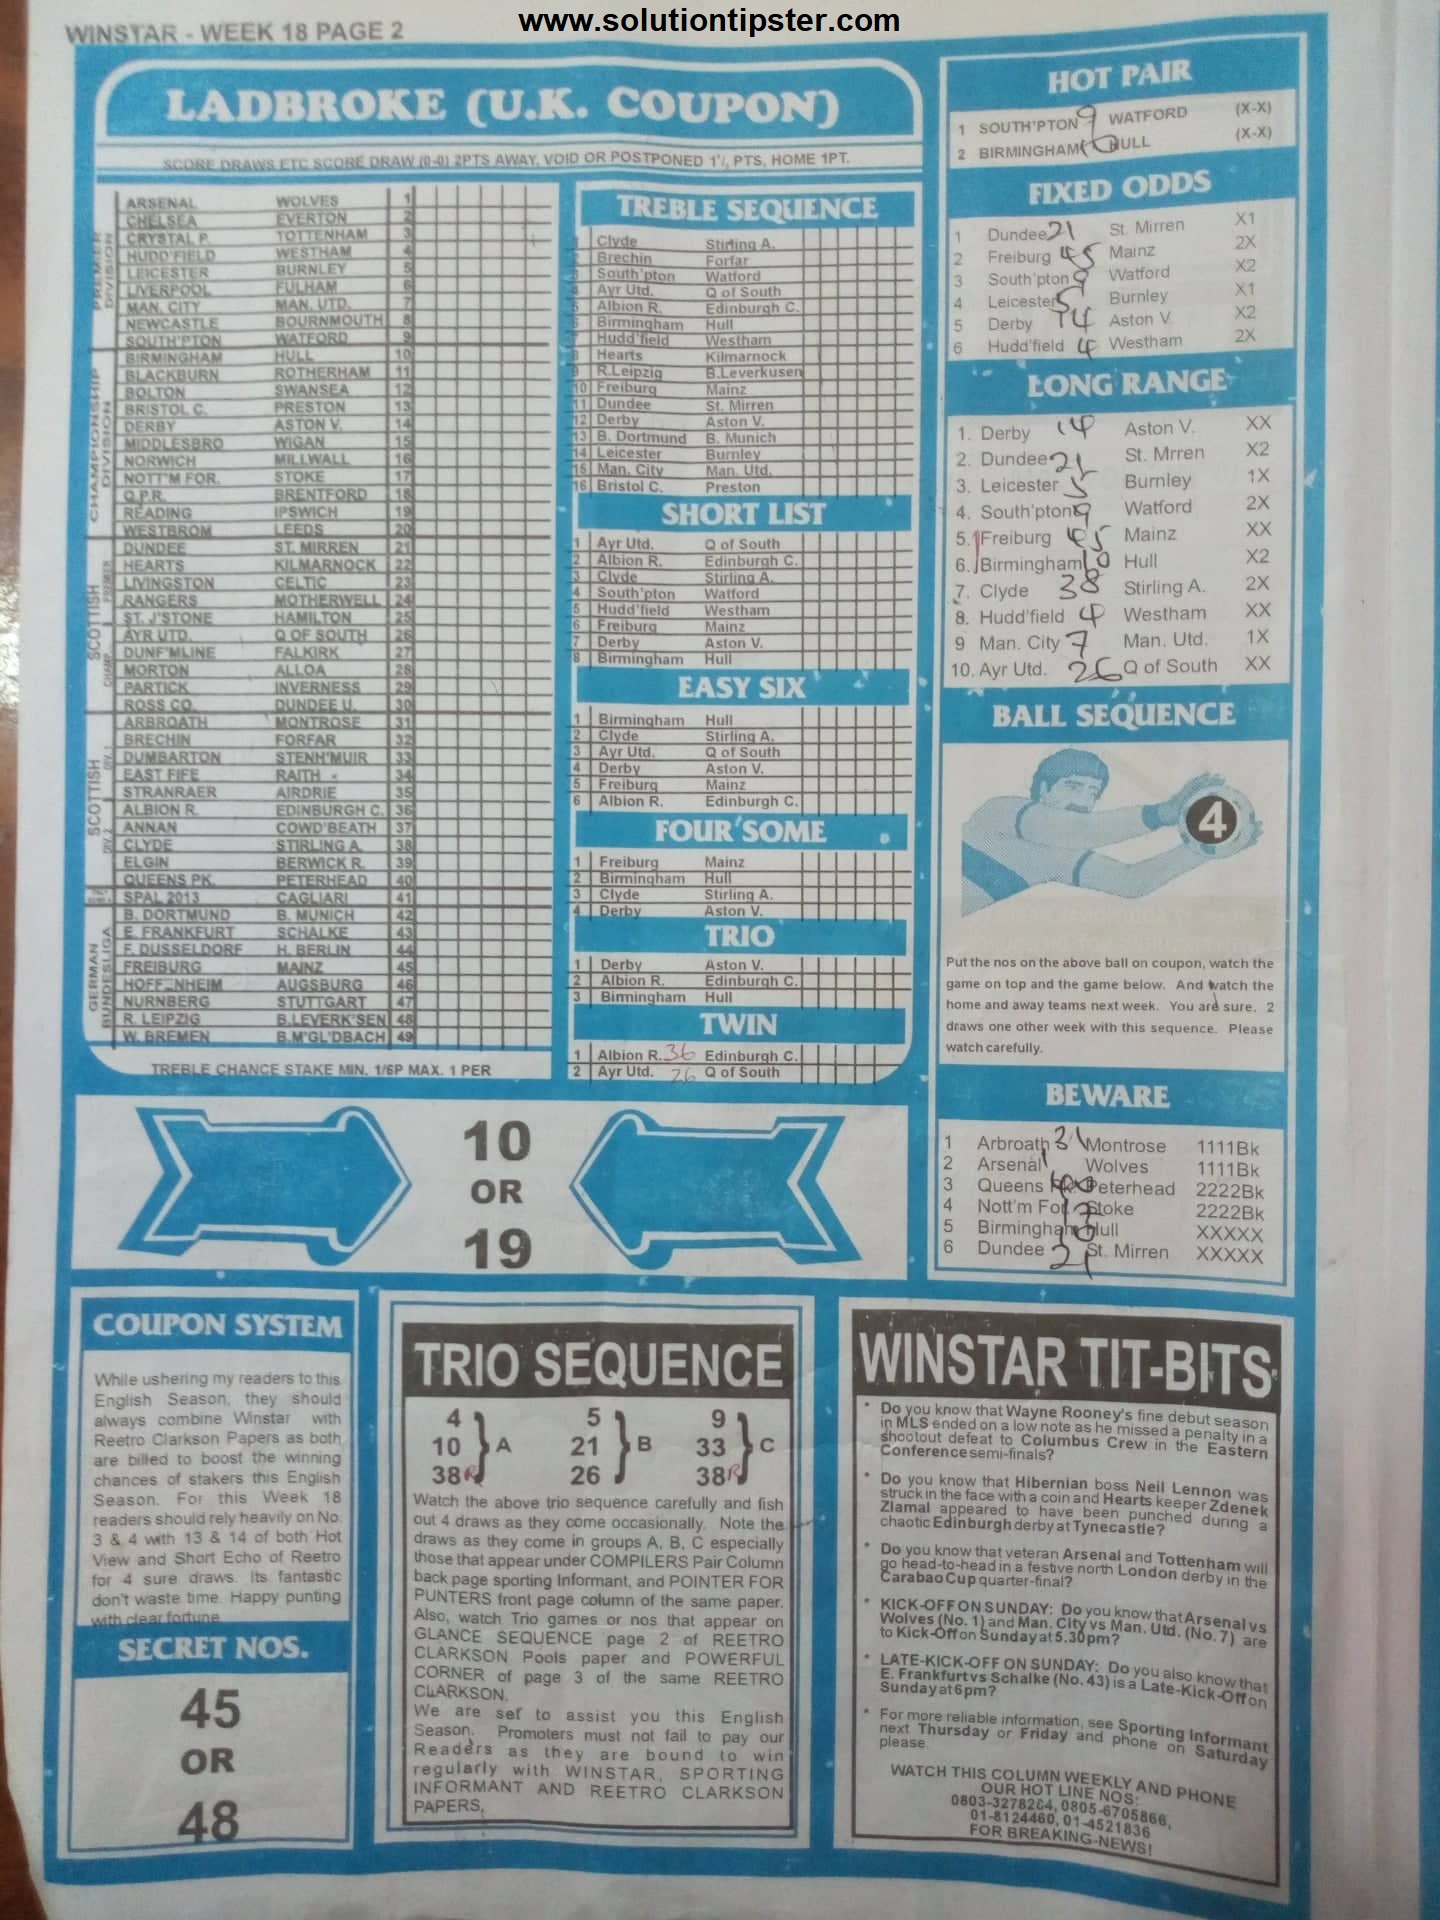 www.solutiontipster.com
WINSTAR - WEEK 18 PAGE 2
LADBROKE (U.K. COUPON)
SCORE DRAWS ETC SCORE DRAW (0-0) 2PTS AWAY, VOID OR POSTPONED 1½ PTS, HOME 1PT.
PREMIER DIVISION
ARSENAL WOLVES 1
CHELSEA EVERTON 2
CRYSTAL P. TOTTENHAM 3
HUDD'FIELD WESTHAM 4
LEICESTER BURNLEY 5
LIVERPOOL FULHAM 6
MAN. CITY MAN. UTD. 7
NEWCASTLE BOURNMOUTH 8
SOUTH'PTON WATFORD 9
CHAMPIONSHIP DIVISION
BIRMINGHAM HULL 10
BLACKBURN ROTHERHAM 11
BOLTON SWANSEA 12
BRISTOL C. PRESTON 13
DERBY ASTON V. 14
MIDDLESBRO WIGAN 15
NORWICH MILLWALL 16
NOTT'M FOR. STOKE 17
Q.P.R. BRENTFORD 18
READING IPSWICH 19
WESTBROM LEEDS 20
SCOTTISH PREMIER
DUNDEE ST. MIRREN 21
HEARTS KILMARNOCK 22
LIVINGSTON CELTIC 23
RANGERS MOTHERWELL 24
ST. J'STONE HAMILTON 25
CHAMP.
AYR UTD. Q OF SOUTH 26
DUNF'MLINE FALKIRK 27
MORTON ALLOA 28
PARTICK INVERNESS 29
ROSS CO. DUNDEE U. 30
SCOTTISH DIV. 1
ARBROATH MONTROSE 31
BRECHIN FORFAR 32
DUMBARTON STENH'MUIR 33
EAST FIFE RAITH 34
STRANRAER AIRDRIE 35
DIV. 2
ALBION R. EDINBURGH C. 36
ANNAN COWD'BEATH 37
CLYDE STIRLING A. 38
ELGIN BERWICK R. 39
QUEENS PK. PETERHEAD 40
SPAL 2013 CAGLIARI 41
GERMAN BUNDESLIGA
B. DORTMUND B. MUNICH 42
E. FRANKFURT SCHALKE 43
F. DUSSELDORF H. BERLIN 44
FREIBURG MAINZ 45
HOFFENHEIM AUGSBURG 46
NURNBERG STUTTGART 47
R. LEIPZIG B.LEVERK'SEN 48
W. BREMEN B.M'GL'DBACH 49
TREBLE CHANCE STAKE MIN. 1/6P MAX. 1 PER
TREBLE SEQUENCE
1 Clyde Stirling A.
2 Brechin Forfar
3 South'pton Watford
4 Ayr Utd. Q of South
5 Albion R. Edinburgh C.
6 Birmingham Hull
7 Hudd'field Westham
8 Hearts Kilmarnock
9 R.Leipzig B.Leverkusen
10 Freiburg Mainz
11 Dundee St. Mirren
12 Derby Aston V.
13 B. Dortmund B. Munich
14 Leicester Burnley
15 Man. City Man. Utd.
16 Bristol C. Preston
SHORT LIST
1 Ayr Utd. Q of South
2 Albion R. Edinburgh C.
3 Clyde Stirling A.
4 South'pton Watford
5 Hudd'field Westham
6 Freiburg Mainz
7 Derby Aston V.
8 Birmingham Hull
EASY SIX
1 Birmingham Hull
2 Clyde Stirling A.
3 Ayr Utd. Q of South
4 Derby Aston V.
5 Freiburg Mainz
6 Albion R. Edinburgh C.
FOUR'SOME
1 Freiburg Mainz
2 Birmingham Hull
3 Clyde Stirling A.
4 Derby Aston V.
TRIO
1 Derby Aston V.
2 Albion R. Edinburgh C.
3 Birmingham Hull
TWIN
1 Albion R. 36 Edinburgh C.
2 Ayr Utd. 26 Q of South
HOT PAIR
1 SOUTH'PTON 9 WATFORD (X-X)
2 BIRMINGHAM 10 HULL (X-X)
FIXED ODDS
1 Dundee 21 St. Mirren X1
2 Freiburg 45 Mainz 2X
3 South'pton 9 Watford X2
4 Leicester 5 Burnley X1
5 Derby 14 Aston V. X2
6 Hudd'field 4 Westham 2X
LONG RANGE
1. Derby 14 Aston V. XX
2. Dundee 21 St. Mrren X2
3. Leicester 5 Burnley 1X
4. South'pton 9 Watford 2X
5. Freiburg 45 Mainz XX
6. Birmingham 10 Hull X2
7. Clyde 38 Stirling A. 2X
8. Hudd'field 4 Westham XX
9 Man. City 7 Man. Utd. 1X
10. Ayr Utd. 26 Q of South XX
BALL SEQUENCE
4
Put the nos on the above ball on coupon, watch the
game on top and the game below. And watch the
home and away teams next week. You are sure. 2
draws one other week with this sequence. Please
watch carefully.
BEWARE
1 Arbroath 31 Montrose 1111Bk
2 Arsenal 1 Wolves 1111Bk
3 Queens Pk. 40 Peterhead 2222Bk
4 Nott'm For. 17 Stoke 2222Bk
5 Birmingham 10 Hull XXXXX
6 Dundee 21 St. Mirren XXXXX
10
OR
19
COUPON SYSTEM
While ushering my readers to this
English Season, they should
always combine Winstar with
Reetro Clarkson Papers as both
are billed to boost the winning
chances of stakers this English
Season. For this Week 18
readers should rely heavily on No.
3 & 4 with 13 & 14 of both Hot
View and Short Echo of Reetro
for 4 sure draws. Its fantastic
don't waste time. Happy punting
with clear fortune
SECRET NOS.
45
OR
48
TRIO SEQUENCE
4 5 9
10 A 21 B 33 C
38R 26 38R
Watch the above trio sequence carefully and fish
out 4 draws as they come occasionally. Note the
draws as they come in groups A, B, C especially
those that appear under COMPILERS Pair Column
back page sporting Informant, and POINTER FOR
PUNTERS front page column of the same paper.
Also, watch Trio games or nos that appear on
GLANCE SEQUENCE page 2 of REETRO
CLARKSON Pools paper and POWERFUL
CORNER of page 3 of the same REETRO
CLARKSON.
We are set to assist you this English
Season. Promoters must not fail to pay our
Readers as they are bound to win
regularly with WINSTAR, SPORTING
INFORMANT AND REETRO CLARKSON
PAPERS,
WINSTAR TIT-BITS
* Do you know that Wayne Rooney's fine debut season
in MLS ended on a low note as he missed a penalty in a
shootout defeat to Columbus Crew in the Eastern
Conference semi-finals?
* Do you know that Hibernian boss Neil Lennon was
struck in the face with a coin and Hearts keeper Zdenek
Zlamal appeared to have been punched during a
chaotic Edinburgh derby at Tynecastle?
* Do you know that veteran Arsenal and Tottenham will
go head-to-head in a festive north London derby in the
Carabao Cup quarter-final?
* KICK-OFF ON SUNDAY: Do you know that Arsenal vs
Wolves (No. 1) and Man. City vs Man. Utd. (No. 7) are
to Kick-Off on Sunday at 5.30pm?
* LATE-KICK-OFF ON SUNDAY: Do you also know that
E. Frankfurt vs Schalke (No. 43) is a Late-Kick-Off on
Sunday at 6pm?
* For more reliable information, see Sporting Informant
next Thursday or Friday and phone on Saturday
please
WATCH THIS COLUMN WEEKLY AND PHONE
OUR HOT LINE NOS:
0803-3278264, 0805-6705866,
01-8124460, 01-4521836
FOR BREAKING-NEWS!